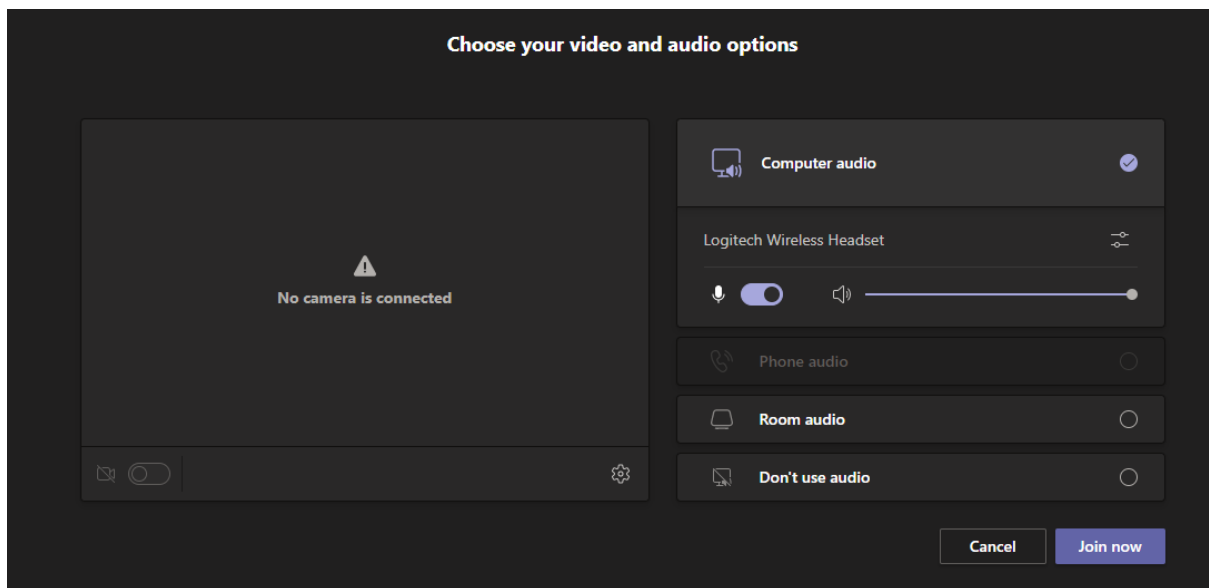 Choose your video and audio options
No camera is connected
Computer audio
Logitech Wireless Headset
Phone audio
Room audio
Don't use audio
Cancel
Join now